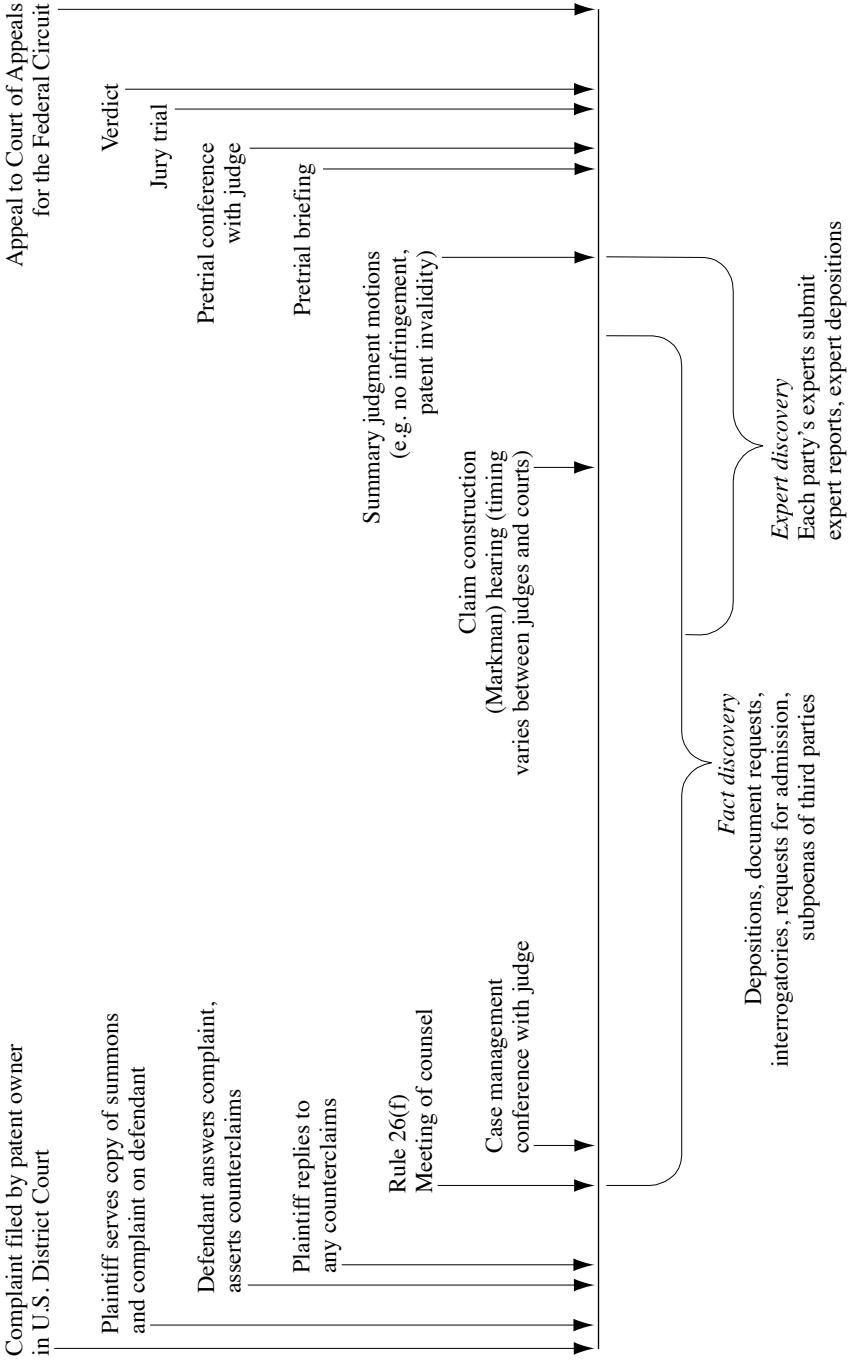 Complaint filed by patent owner
in U.S. District Court
Plaintiff serves copy of summons
and complaint on defendant
Defendant answers complaint,
asserts counterclaims
Plaintiff replies to
any counterclaims
Rule 26(f)
Meeting of counsel
Case management
conference with judge
Claim construction
(Markman) hearing (timing
varies between judges and courts)
Summary judgment motions
(e.g. no infringement,
patent invalidity)
Pretrial briefing
Pretrial conference
with judge
Jury trial
Verdict
Appeal to Court of Appeals
for the Federal Circuit
Fact discovery
Depositions, document requests,
interrogatories, requests for admission,
subpoenas of third parties
Expert discovery
Each party’s experts submit
expert reports, expert depositions